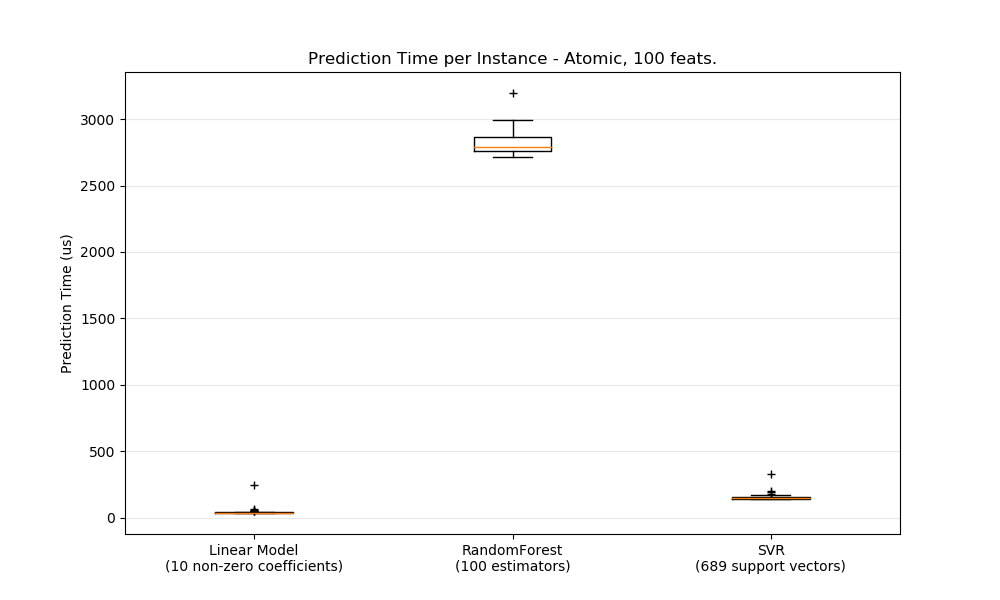 Prediction Time per Instance - Atomic, 100 feats.
Prediction Time (us)
3000
2500
2000
1500
1000
500
0
Linear Model
(10 non-zero coefficients)
RandomForest
(100 estimators)
SVR
(689 support vectors)